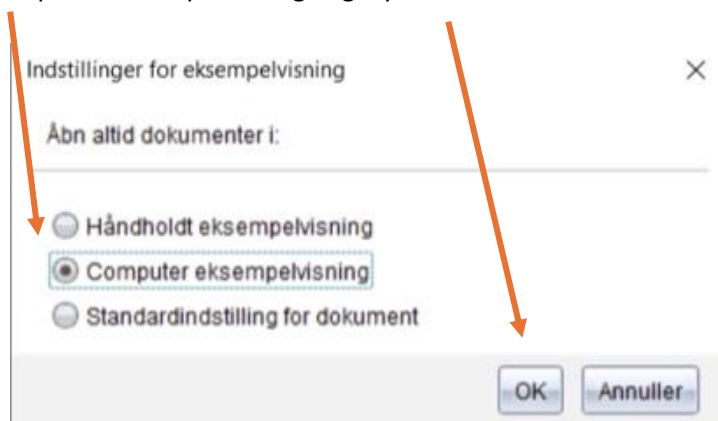 Indstillinger for eksempelvisning
Åbn altid dokumenter i:
Håndholdt eksempelvisning
Computer eksempelvisning
Standardindstilling for dokument
OK Annuller